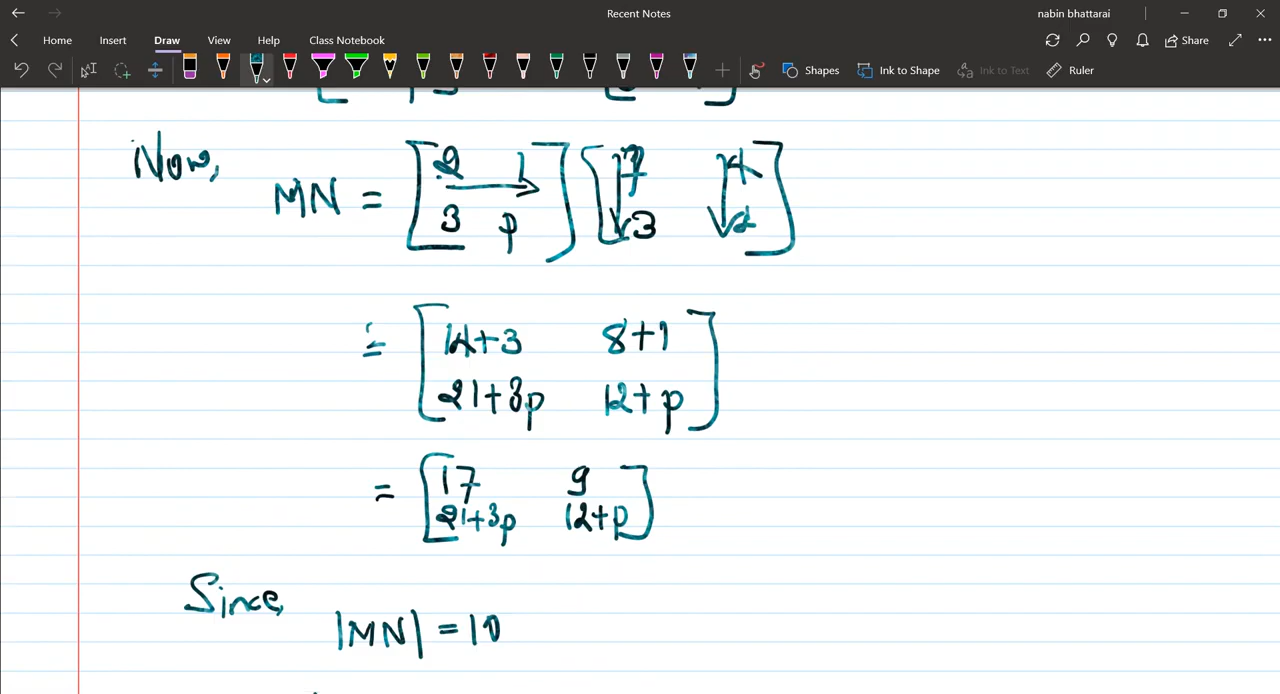 Recent Notes nabin bhattarai
Home Insert Draw View Help Class Notebook Share
Shapes Ink to Shape Ink to Text Ruler
Now,
MN = [2 1] [7 4]
[3 p] [3]
= [14+3 8+1]
[21+3p 12+p]
= [17 9]
[21+3p 12+p]
Since,
|MN| = 10